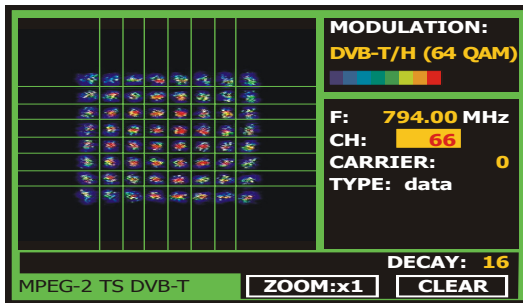 MODULATION:
DVB-T/H (64 QAM)
F: 794.00 MHz
CH: 66
CARRIER: 0
TYPE: data
DECAY: 16
MPEG-2 TS DVB-T ZOOM:x1 CLEAR